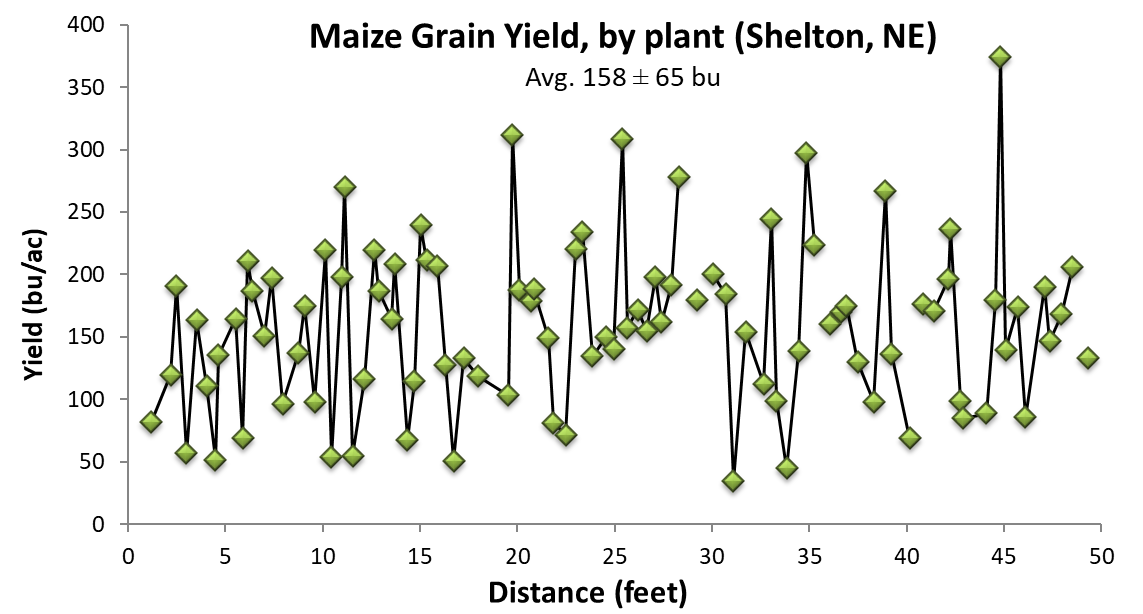 Maize Grain Yield, by plant (Shelton, NE)
Avg. 158 ± 65 bu
Yield (bu/ac)
400
350
300
250
200
150
100
50
0
0 5 10 15 20 25 30 35 40 45 50
Distance (feet)